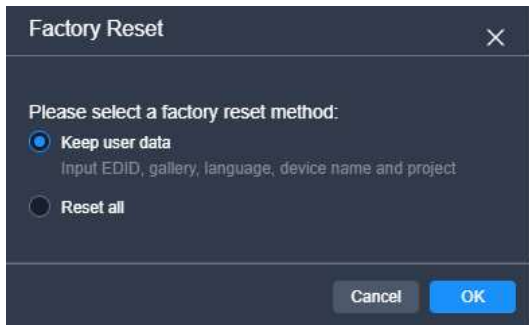 Factory Reset
Please select a factory reset method:
Keep user data
Input EDID, gallery, language, device name and project
Reset all
Cancel OK